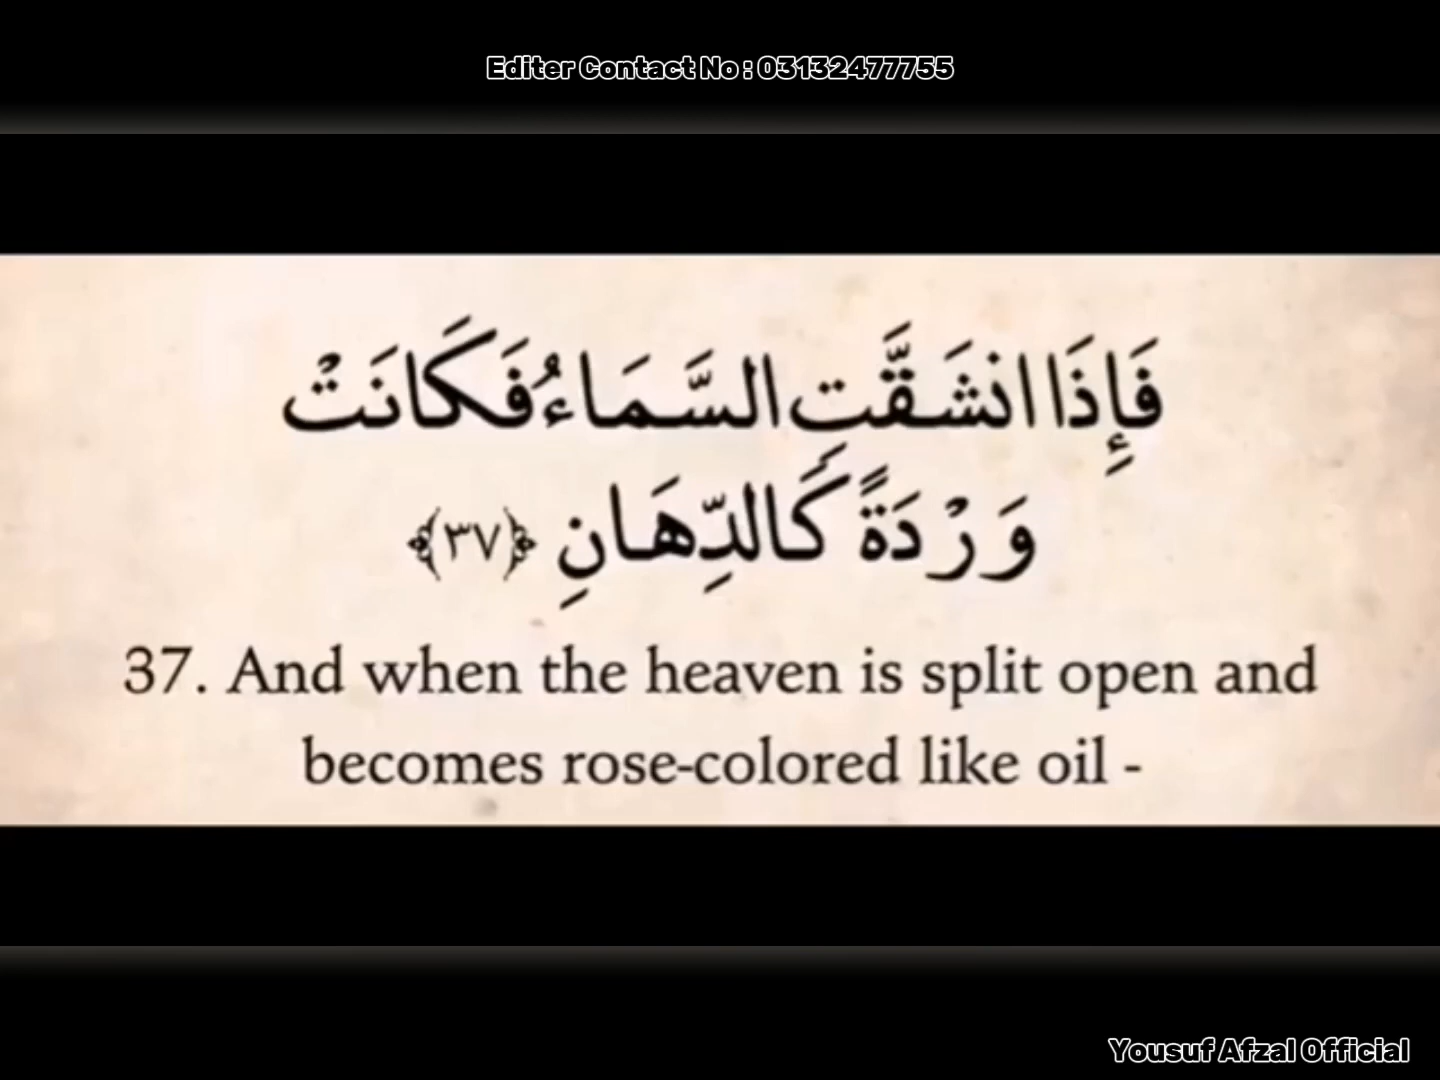 Editer Contact No : 03132477755
فَإِذَا انشَقَّتِ السَّمَاءُ فَكَانَتْ
وَرْدَةً كَالدِّهَانِ ﴿٣٧﴾
37. And when the heaven is split open and
becomes rose-colored like oil -
Yousuf Afzal Official